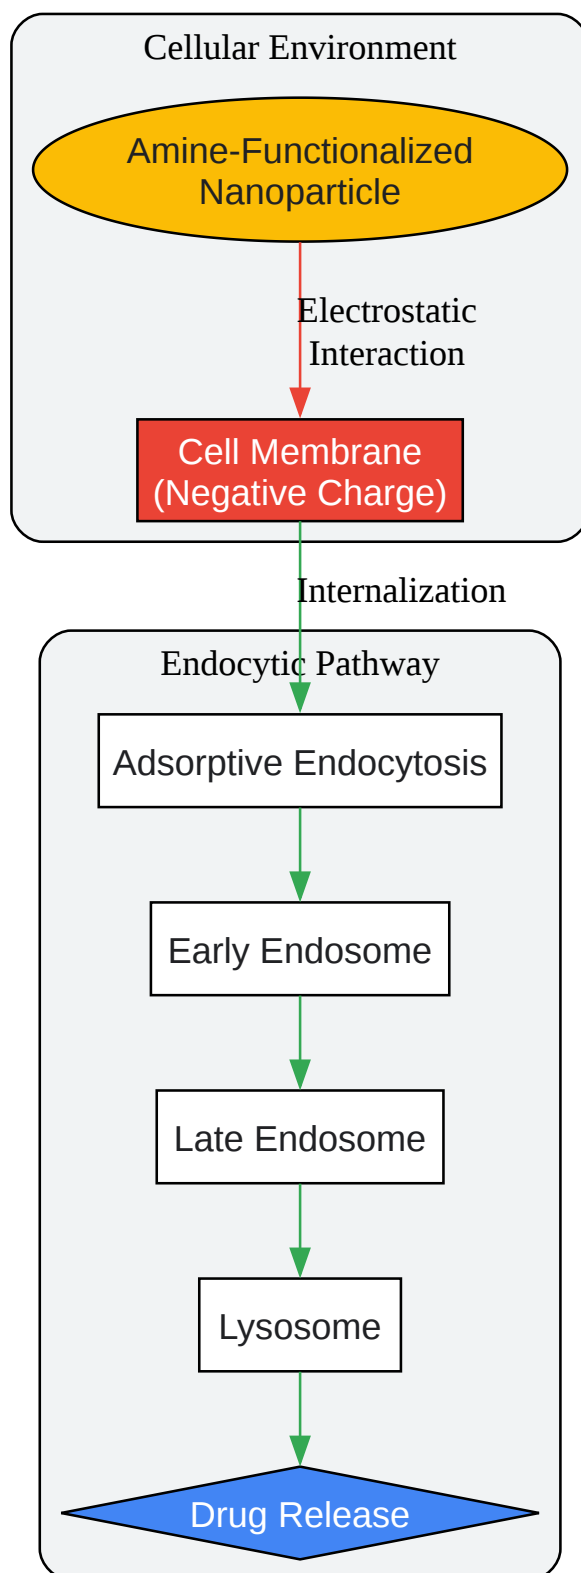 Cellular Environment
Amine-Functionalized
Nanoparticle
Electrostatic
Interaction
Cell Membrane
(Negative Charge)
Internalization
Endocytic Pathway
Adsorptive Endocytosis
Early Endosome
Late Endosome
Lysosome
Drug Release